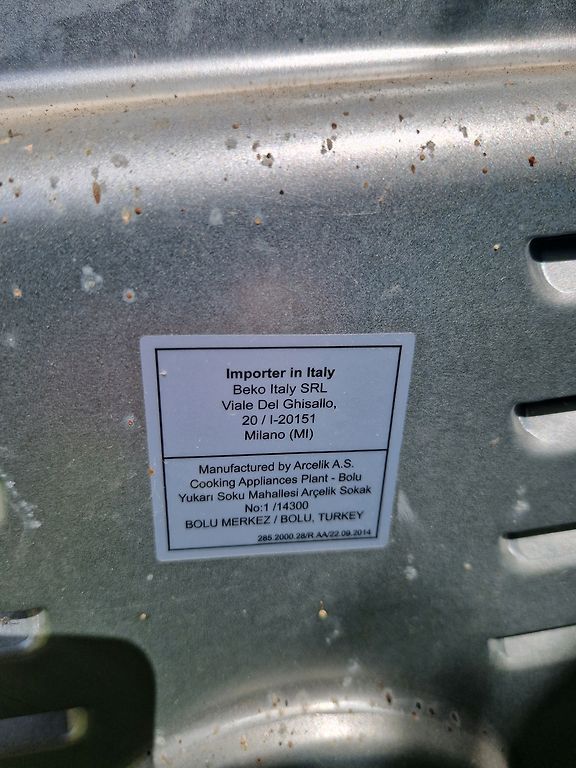 Importer in Italy
Beko Italy SRL
Viale Del Ghisallo,
20 / I-20151
Milano (MI)
Manufactured by Arcelik A.S.
Cooking Appliances Plant - Bolu
Yukarı Soku Mahallesi Arçelik Sokak
No:1 /14300
BOLU MERKEZ / BOLU, TURKEY
285.2000.28/R.AA/22.09.2014